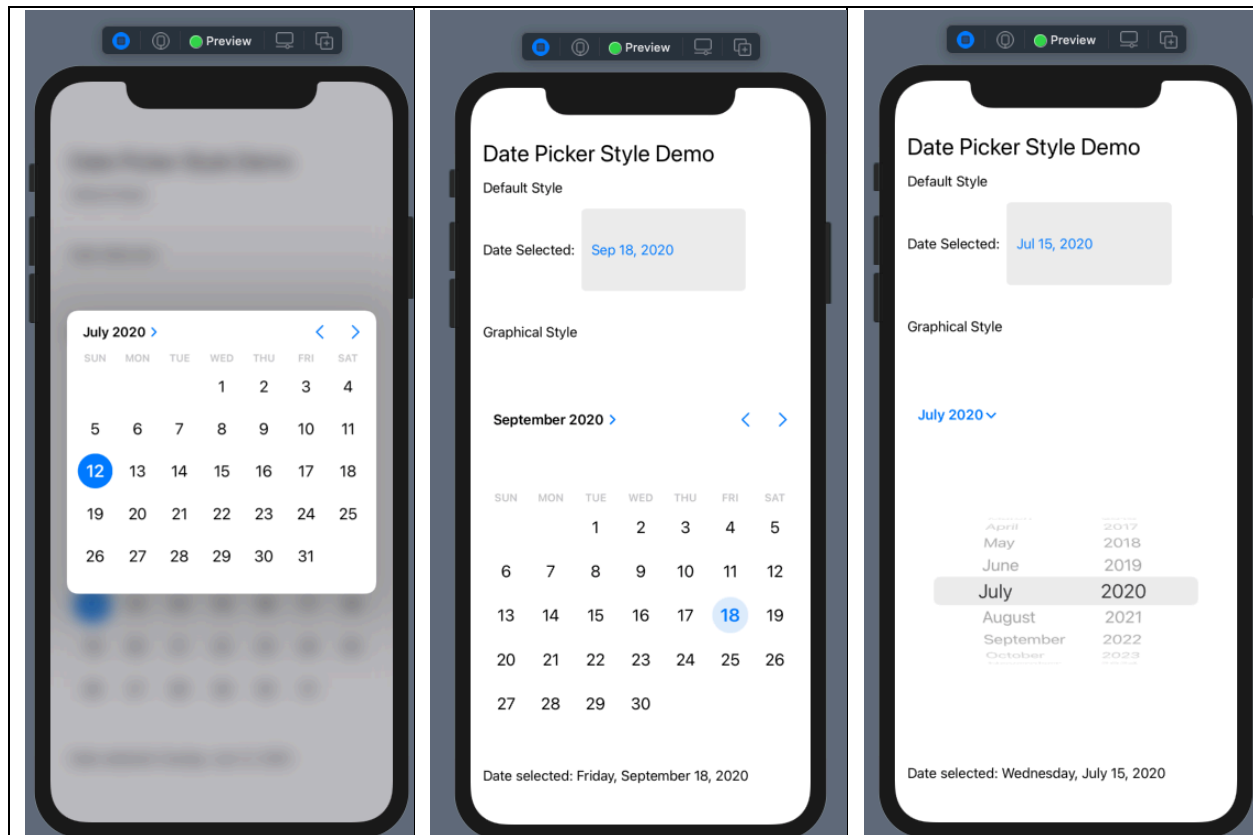 Preview
July 2020 >
< >
SUN MON TUE WED THU FRI SAT
1 2 3 4
5 6 7 8 9 10 11
12 13 14 15 16 17 18
19 20 21 22 23 24 25
26 27 28 29 30 31
Preview
Date Picker Style Demo
Default Style
Date Selected: Sep 18, 2020
Graphical Style
September 2020 >
< >
SUN MON TUE WED THU FRI SAT
1 2 3 4 5
6 7 8 9 10 11 12
13 14 15 16 17 18 19
20 21 22 23 24 25 26
27 28 29 30
Date selected: Friday, September 18, 2020
Preview
Date Picker Style Demo
Default Style
Date Selected: Jul 15, 2020
Graphical Style
July 2020
April 2017
May 2018
June 2019
July 2020
August 2021
September 2022
October 2023
Date selected: Wednesday, July 15, 2020